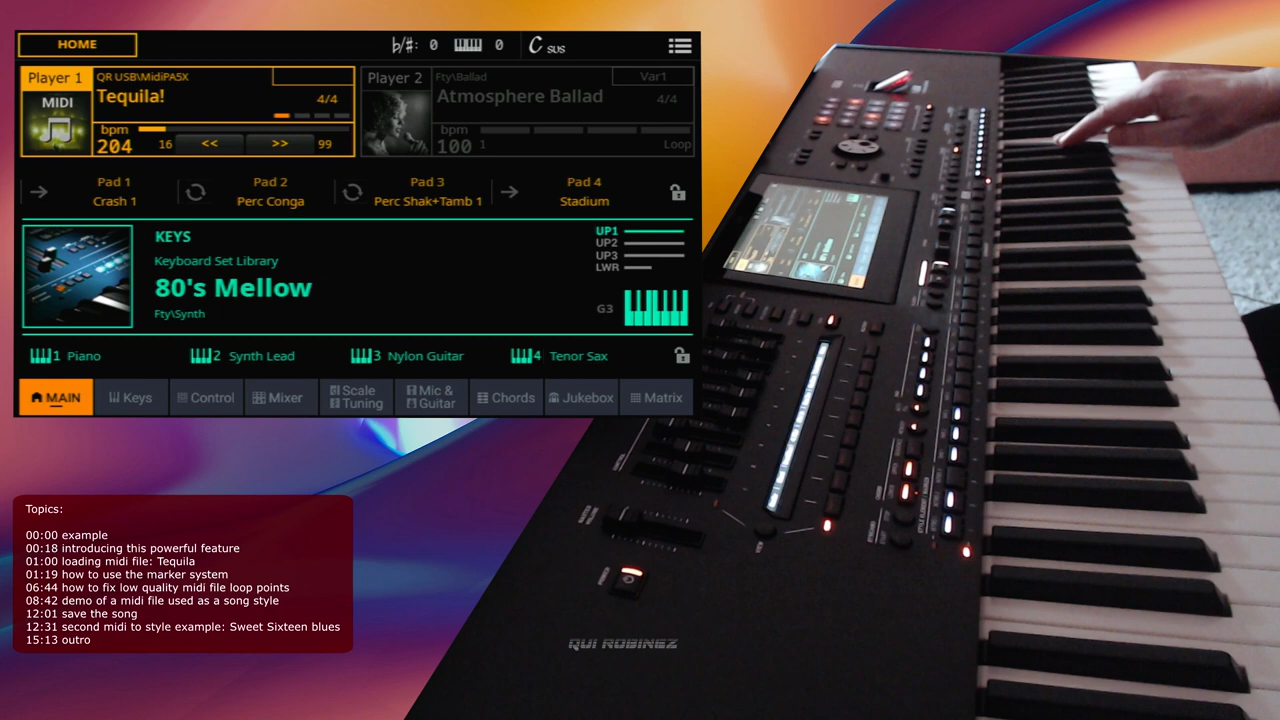 HOME
b/#: 0 0 C sus
Player 1
QR USB\MidiPA5X
MIDI
Tequila!
4/4
bpm
204 16 << >> 99
Player 2
Fty\Ballad
Var1
Atmosphere Ballad
4/4
bpm
100 1 Loop
Pad 1
Crash 1
Pad 2
Perc Conga
Pad 3
Perc Shak+Tamb 1
Pad 4
Stadium
KEYS
Keyboard Set Library
80's Mellow
Fty\Synth
UP1
UP2
UP3
LWR
G3
1 Piano
2 Synth Lead
3 Nylon Guitar
4 Tenor Sax
MAIN
Keys
Control
Mixer
Scale
Tuning
Mic &
Guitar
Chords
Jukebox
Matrix
Topics:
00:00 example
00:18 introducing this powerful feature
01:00 loading midi file: Tequila
01:19 how to use the marker system
06:44 how to fix low quality midi file loop points
08:42 demo of a midi file used as a song style
12:01 save the song
12:31 second midi to style example: Sweet Sixteen blues
15:13 outro
POWER
QUI ROBINEZ